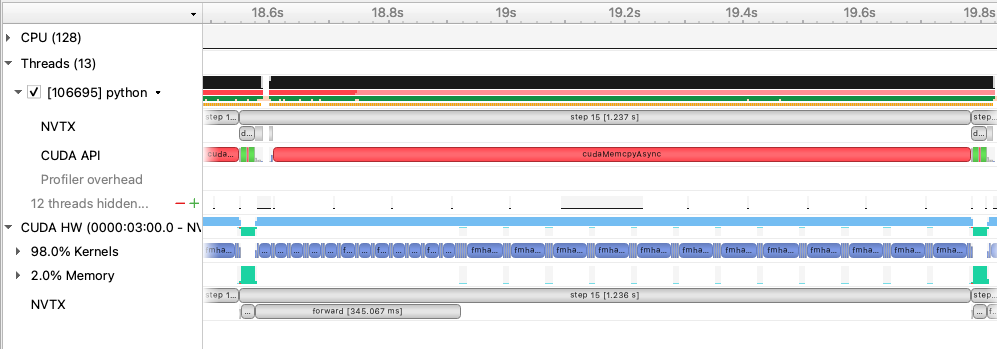 18.6s 18.8s 19s 19.2s 19.4s 19.6s 19.8s
CPU (128)
Threads (13)
[106695] python
step 1... step 15 [1.237 s] step...
NVTX
d... d...
CUDA API
cuda... cudaMemcpyAsync
Profiler overhead
12 threads hidden...
CUDA HW (0000:03:00.0 - NV
98.0% Kernels
fmha... ... ... ... ... ... ... ... ... ... ... ... ... fmha... fmha... fmha... fmha... fmha... fmha... fmha... fmha... fmha... fmha... fmha... fmha...
2.0% Memory
step 1... step 15 [1.236 s] step...
NVTX
... forward [345.067 ms] ... f...